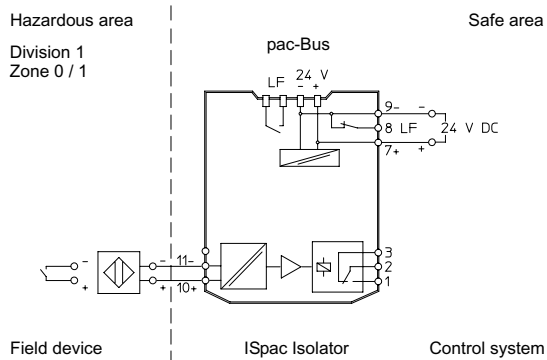 Hazardous area
Safe area
Division 1
Zone 0 / 1
pac-Bus
LF 24 V
- +
9- -
8 LF 24 V DC
7+ +
- - 11-
+ + 10+
3
2
1
Field device
ISpac Isolator
Control system